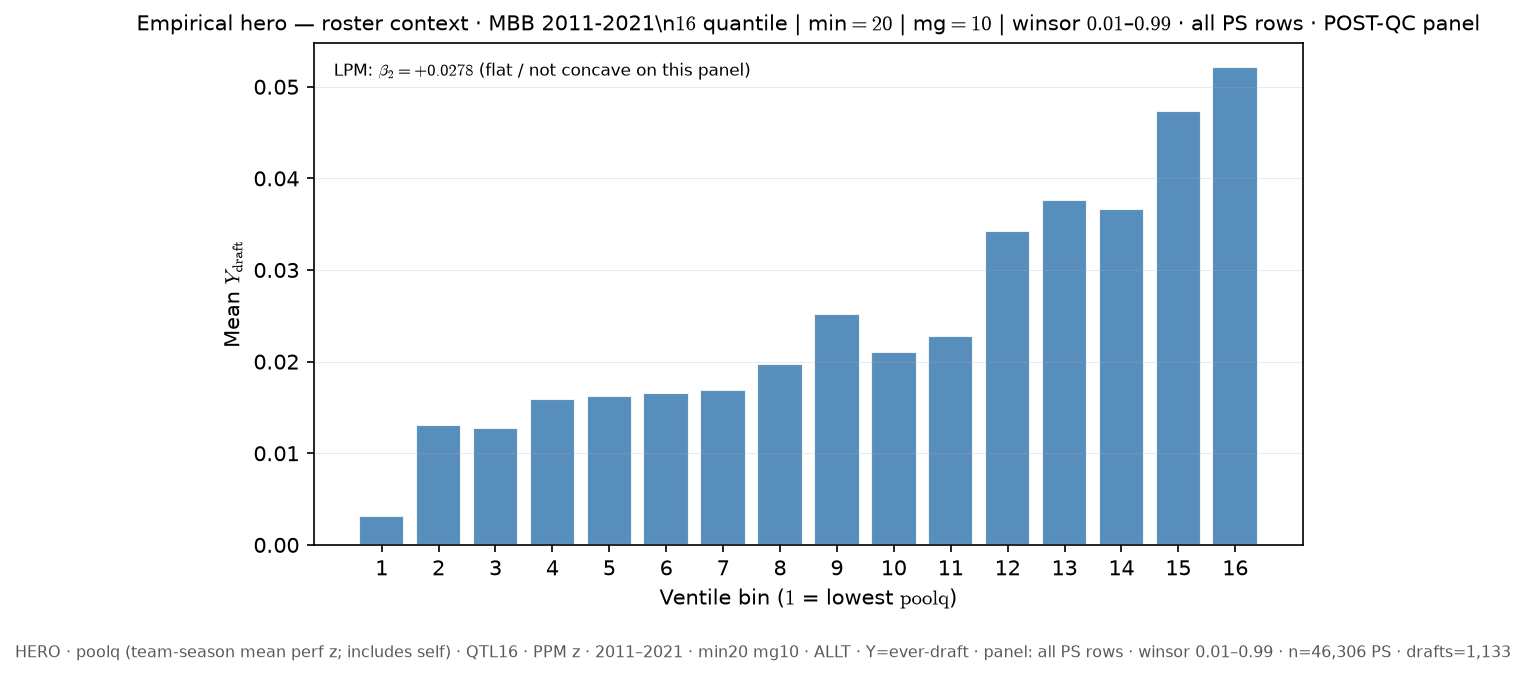 Empirical hero — roster context · MBB 2011-2021\n16 quantile | min = 20 | mg = 10 | winsor 0.01–0.99 · all PS rows · POST-QC panel
LPM: β₂ = +0.0278 (flat / not concave on this panel)
Mean Y_draft
0.05
0.04
0.03
0.02
0.01
0.00
1 2 3 4 5 6 7 8 9 10 11 12 13 14 15 16
Ventile bin (1 = lowest poolq)
HERO · poolq (team-season mean perf z; includes self) · QTL16 · PPM z · 2011–2021 · min20 mg10 · ALLT · Y=ever-draft · panel: all PS rows · winsor 0.01–0.99 · n=46,306 PS · drafts=1,133